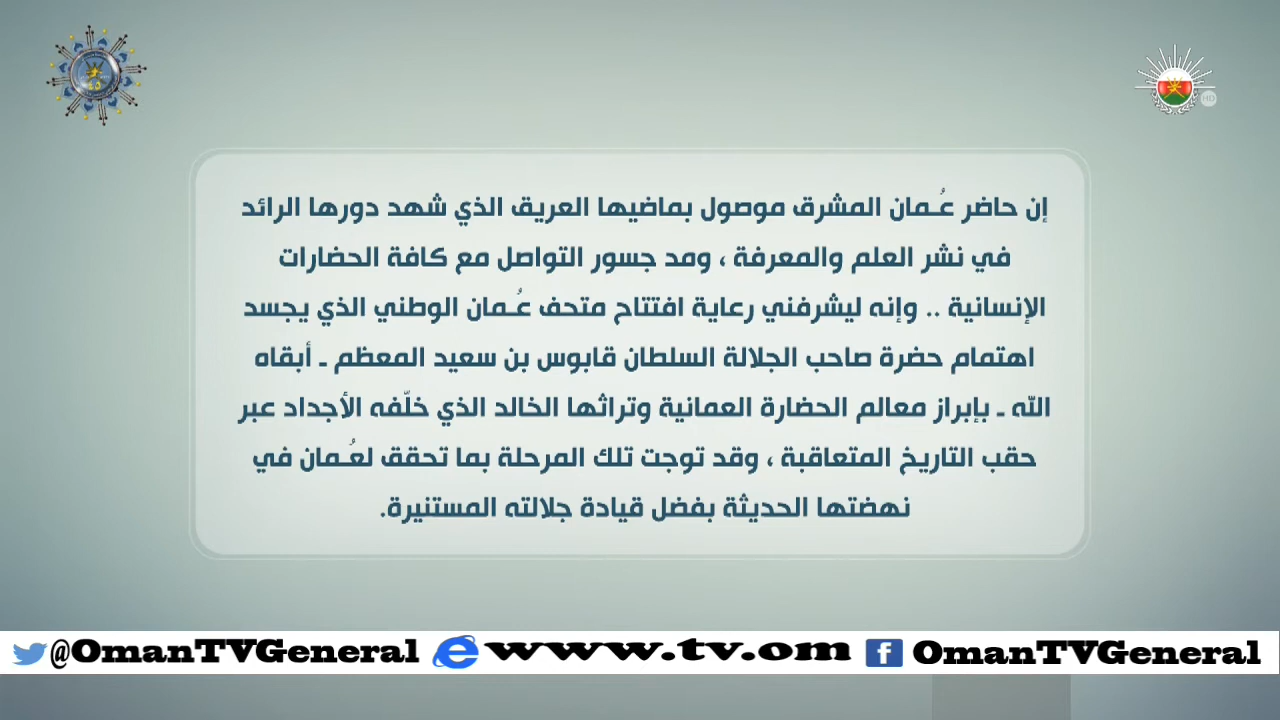 إن حاضر عُـمان المشرق موصول بماضيها العريق الذي شهد دورها الرائد
في نشر العلم والمعرفة ، ومد جسور التواصل مع كافة الحضارات
الإنسانية .. وإنه ليشرفني رعاية افتتاح متحف عُـمان الوطني الذي يجسد
اهتمام حضرة صاحب الجلالة السلطان قابوس بن سعيد المعظم ـ أبقاه
الله ـ بإبراز معالم الحضارة العمانية وتراثها الخالد الذي خلّفه الأجداد عبر
حقب التاريخ المتعاقبة ، وقد توجت تلك المرحلة بما تحقق لعُـمان في
نهضتها الحديثة بفضل قيادة جلالته المستنيرة.
HD
@OmanTVGeneral www.tv.om OmanTVGeneral